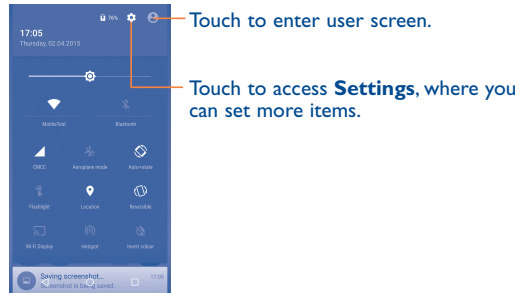 76%
17:05
Thursday, 02.04.2015
Touch to enter user screen.
Touch to access Settings, where you
can set more items.
MobileTest Bluetooth
CMCC Aeroplane mode Auto-rotate
Flashlight Location Reversible
Wi-Fi Display Hotspot Invert colour
Saving screenshot... 17:05
Screenshot is being saved.